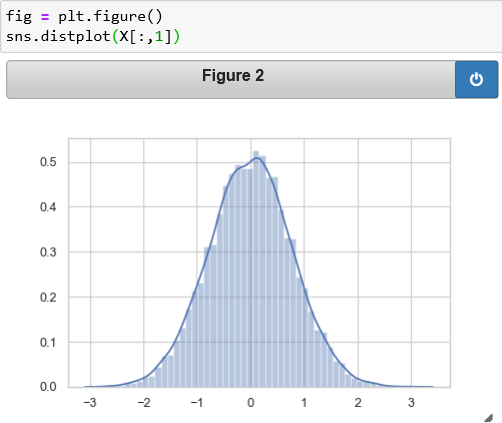 fig = plt.figure()
sns.distplot(X[:,1])
Figure 2
0.5
0.4
0.3
0.2
0.1
0.0
−3 −2 −1 0 1 2 3